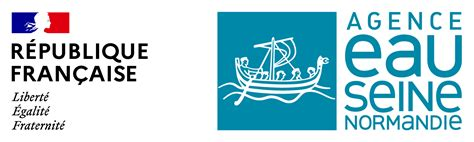 RÉPUBLIQUE
FRANÇAISE
Liberté
Égalité
Fraternité
AGENCE
eau
SEINE
NORMANDIE